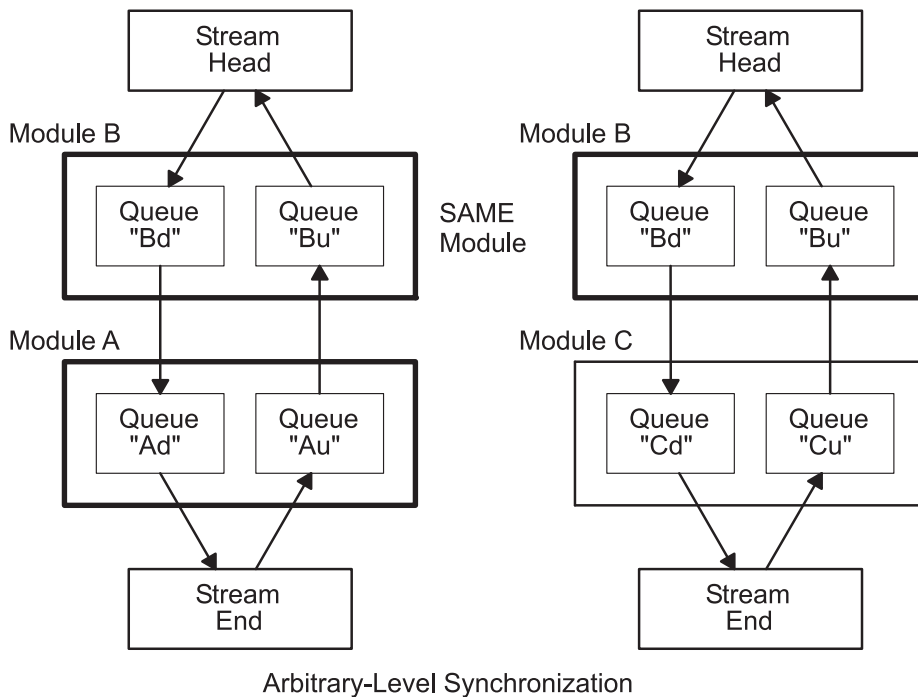 Stream
Head
Stream
Head
Module B
Module B
Queue
"Bd"
Queue
"Bu"
SAME
Module
Queue
"Bd"
Queue
"Bu"
Module A
Module C
Queue
"Ad"
Queue
"Au"
Queue
"Cd"
Queue
"Cu"
Stream
End
Stream
End
Arbitrary-Level Synchronization